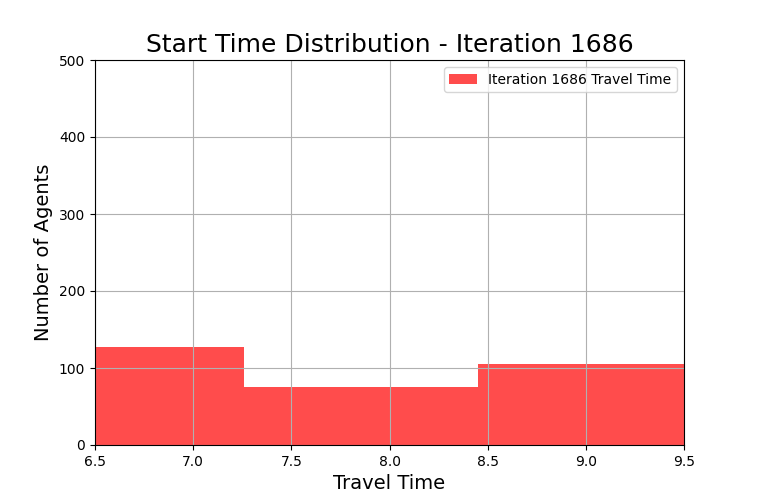 Start Time Distribution - Iteration 1686
500
Iteration 1686 Travel Time
400
300
200
100
0
Number of Agents
6.5 7.0 7.5 8.0 8.5 9.0 9.5
Travel Time